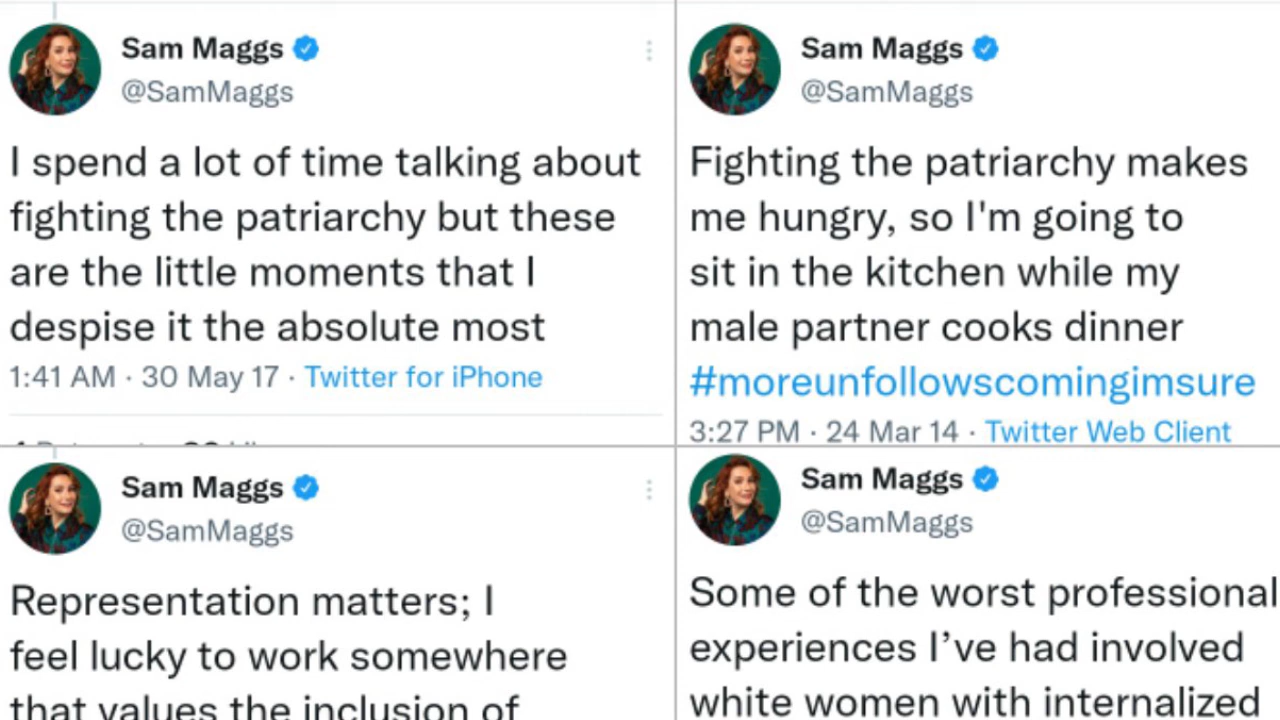 Sam Maggs
@SamMaggs
I spend a lot of time talking about
fighting the patriarchy but these
are the little moments that I
despise it the absolute most
1:41 AM · 30 May 17 · Twitter for iPhone
Sam Maggs
@SamMaggs
Fighting the patriarchy makes
me hungry, so I'm going to
sit in the kitchen while my
male partner cooks dinner
#moreunfollowscomingimsure
3:27 PM · 24 Mar 14 · Twitter Web Client
Sam Maggs
@SamMaggs
Representation matters; I
feel lucky to work somewhere
that values the inclusion of
Sam Maggs
@SamMaggs
Some of the worst professional
experiences I’ve had involved
white women with internalized